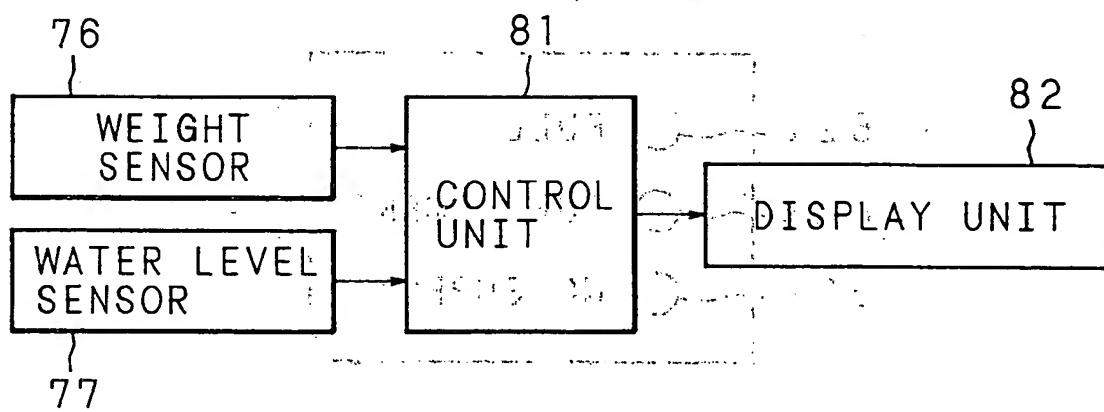 76
81
82
WEIGHT
SENSOR
CONTROL
UNIT
DISPLAY UNIT
WATER LEVEL
SENSOR
77